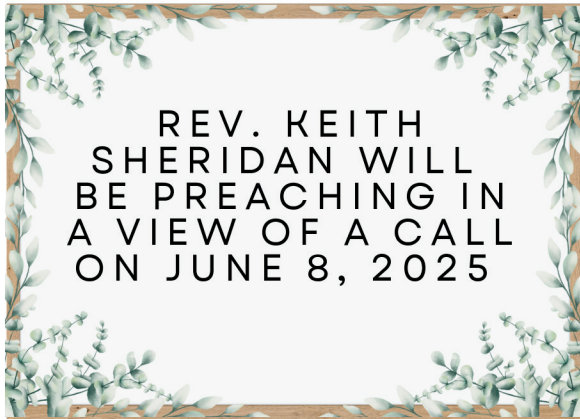 REV. KEITH
SHERIDAN WILL
BE PREACHING IN
A VIEW OF A CALL
ON JUNE 8, 2025